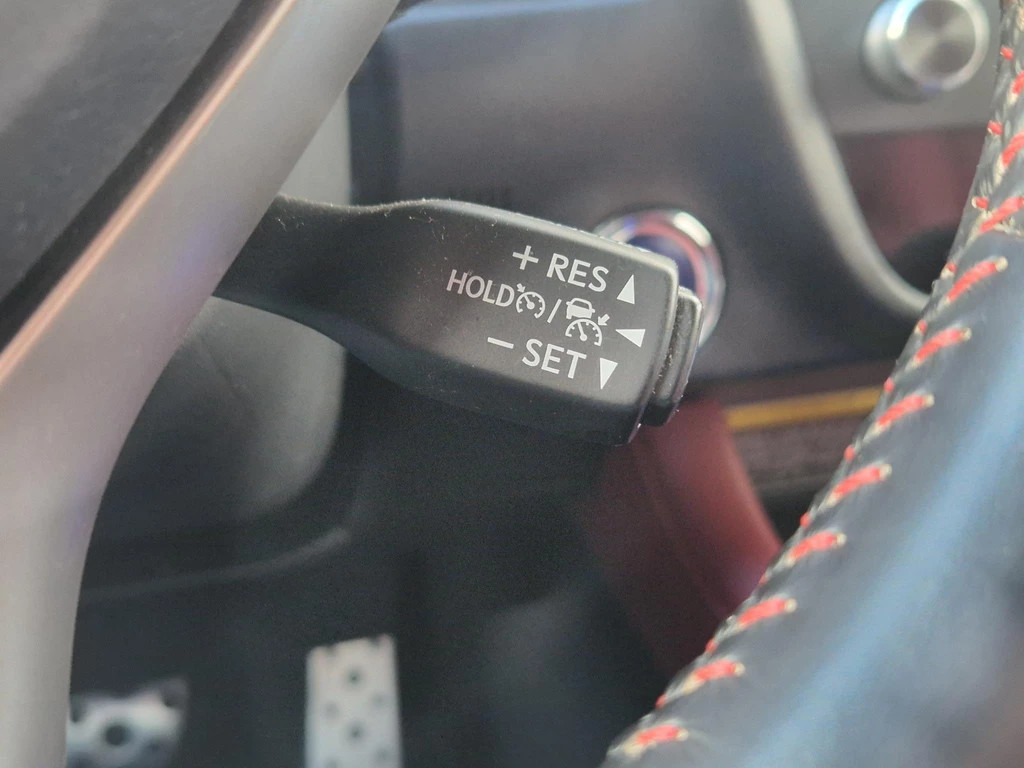 + RES
HOLD /
− SET